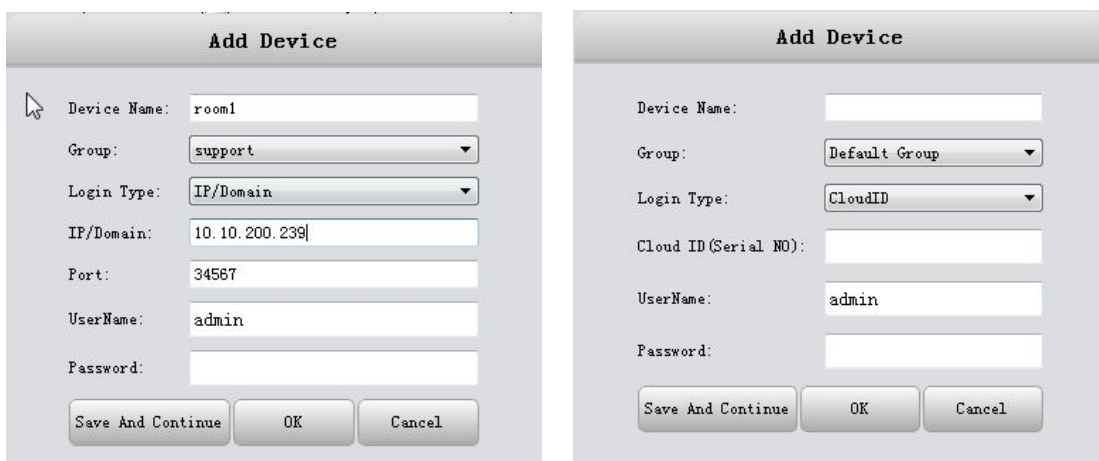 Add Device
Device Name: room1
Group: support
Login Type: IP/Domain
IP/Domain: 10.10.200.239
Port: 34567
UserName: admin
Password:
Save And Continue OK Cancel
Add Device
Device Name:
Group: Default Group
Login Type: CloudID
Cloud ID(Serial NO):
UserName: admin
Password:
Save And Continue OK Cancel